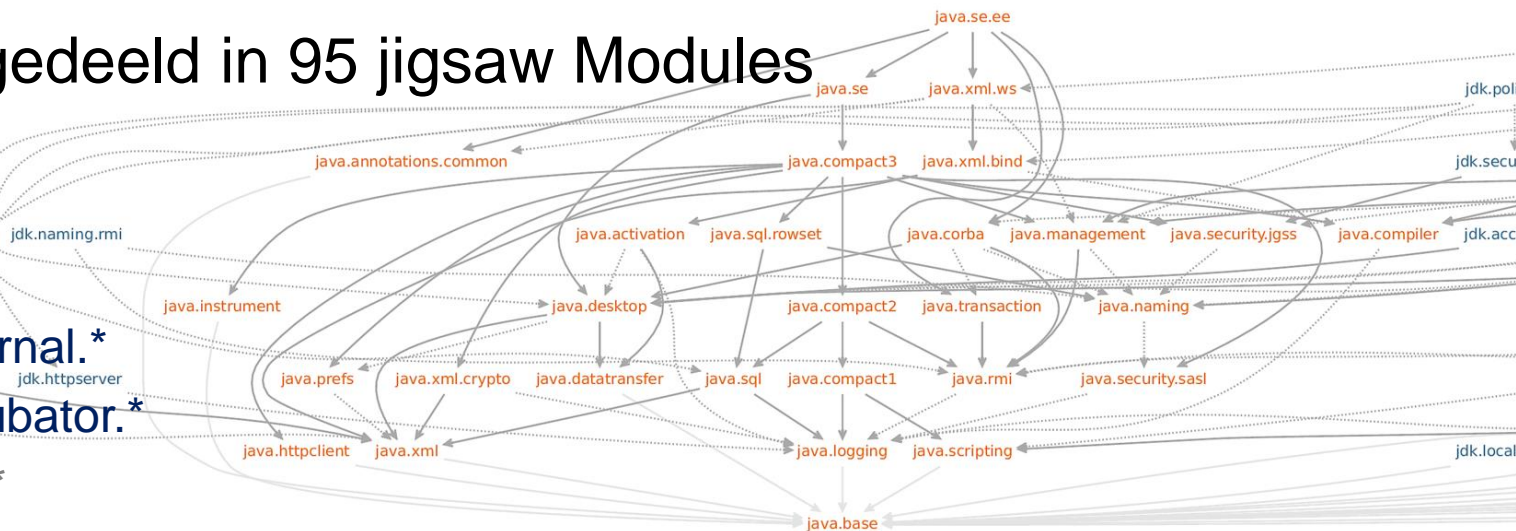 java.se.ee
gedeeld in 95 jigsaw Modules
java.se
java.xml.ws
jdk.poli
java.annotations.common
java.compact3
java.xml.bind
jdk.secu
jdk.naming.rmi
java.activation
java.sql.rowset
java.corba
java.management
java.security.jgss
java.compiler
jdk.acc
java.instrument
java.desktop
java.compact2
java.transaction
java.naming
rnal.*
jdk.httpserver
java.prefs
java.xml.crypto
java.datatransfer
java.sql
java.compact1
java.rmi
java.security.sasl
ubator.*
java.httpclient
java.xml
java.logging
java.scripting
jdk.local
*
java.base